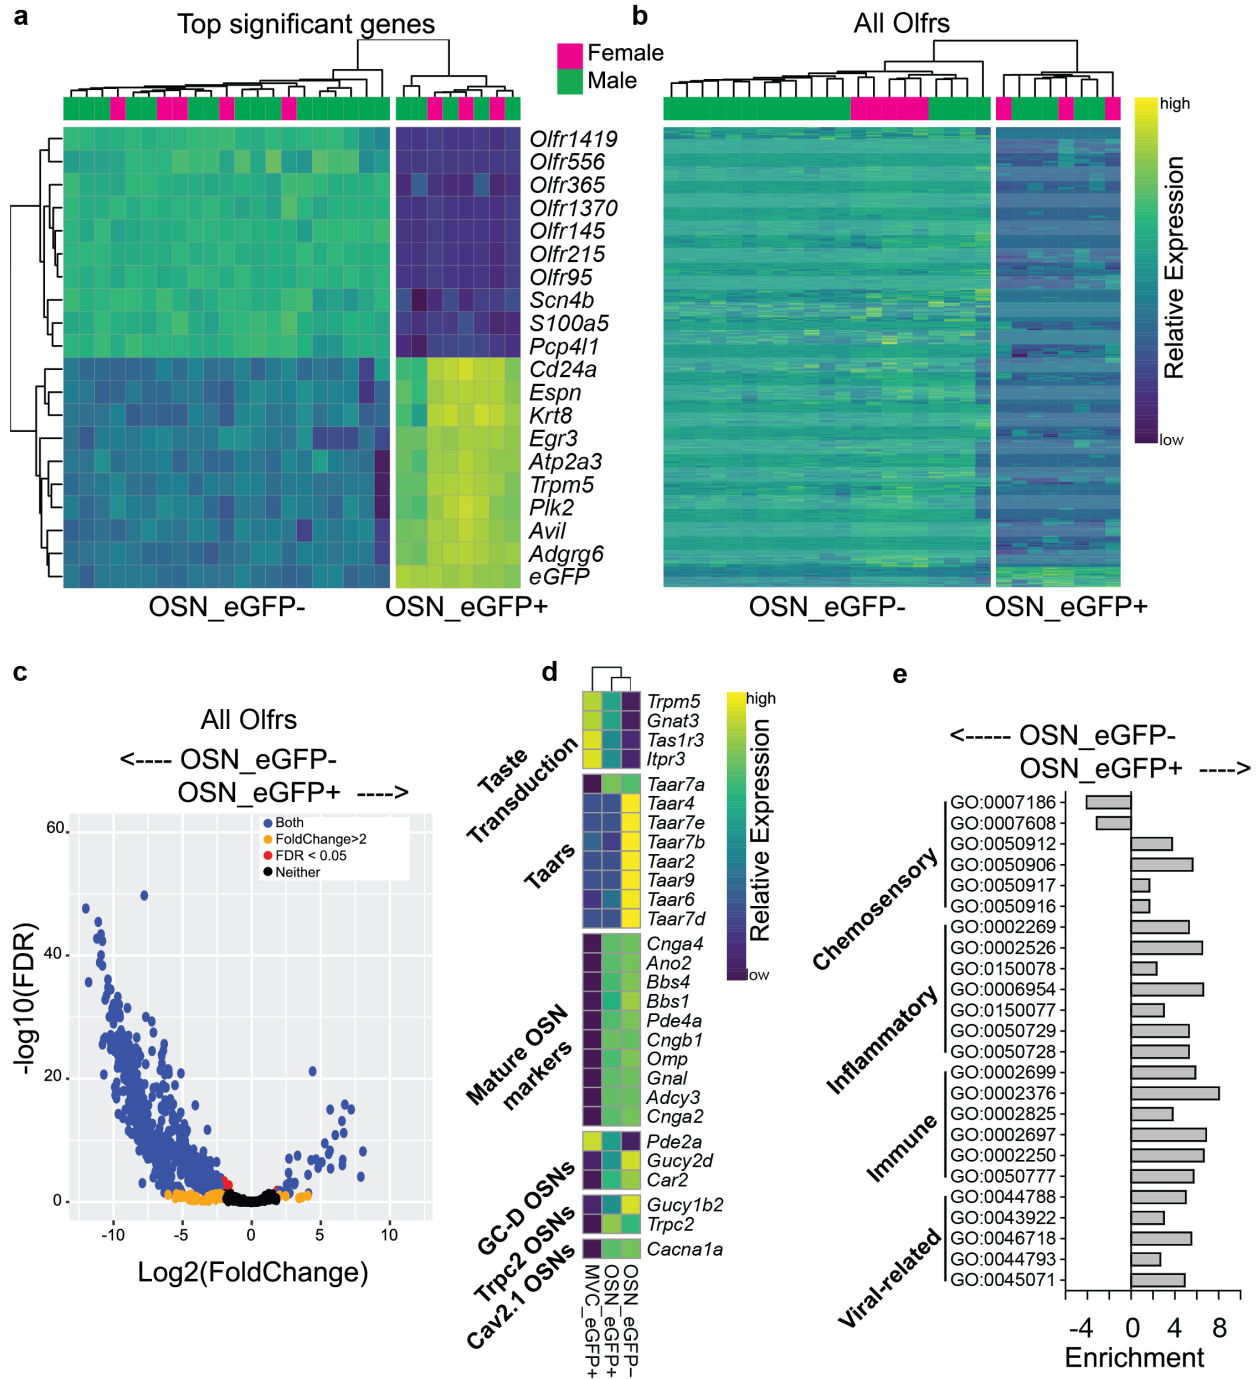 a
Top significant genes
Female
Male
Olfr1419
Olfr556
Olfr365
Olfr1370
Olfr145
Olfr215
Olfr95
Scn4b
S100a5
Pcp4l1
Cd24a
Espn
Krt8
Egr3
Atp2a3
Trpm5
Plk2
Avil
Adgrg6
eGFP
OSN_eGFP-
OSN_eGFP+
b
All Olfrs
high
Relative Expression
low
OSN_eGFP-
OSN_eGFP+
c
All Olfrs
<---- OSN_eGFP-
OSN_eGFP+ ---->
Both
FoldChange>2
FDR < 0.05
Neither
60
40
20
0
-log10(FDR)
-10
-5
0
5
10
Log2(FoldChange)
d
high
Relative Expression
low
Taste
Transduction
Trpm5
Gnat3
Tas1r3
Itpr3
Taars
Taar7a
Taar4
Taar7e
Taar7b
Taar2
Taar9
Taar6
Taar7d
Mature OSN
markers
Cnga4
Ano2
Bbs4
Bbs1
Pde4a
Cngb1
Omp
Gnal
Adcy3
Cnga2
GC-D OSNs
Pde2a
Gucy2d
Car2
Trpc2 OSNs
Gucy1b2
Trpc2
Cav2.1 OSNs
Cacna1a
MVC_eGFP+
OSN_eGFP+
OSN_eGFP-
e
<----- OSN_eGFP-
OSN_eGFP+ ---->
Chemosensory
GO:0007186
GO:0007608
GO:0050912
GO:0050906
GO:0050917
GO:0050916
Inflammatory
GO:0002269
GO:0002526
GO:0150078
GO:0006954
GO:0150077
GO:0050729
GO:0050728
Immune
GO:0002699
GO:0002376
GO:0002825
GO:0002697
GO:0002250
GO:0050777
Viral-related
GO:0044788
GO:0043922
GO:0046718
GO:0044793
GO:0045071
-4
0
4
8
Enrichment